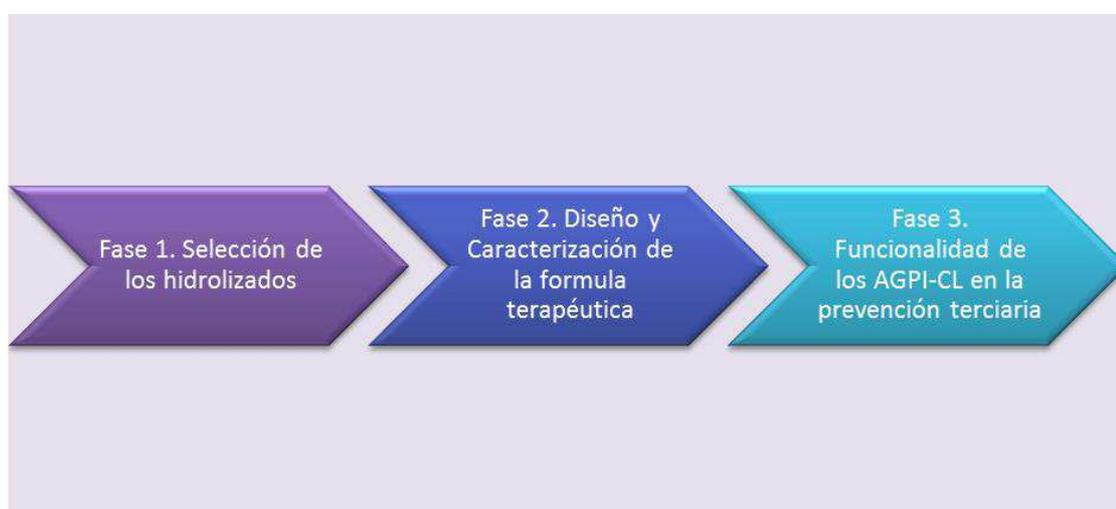 Fase 1. Selección de
los hidrolizados
Fase 2. Diseño y
Caracterización de
la formula
terapéutica
Fase 3.
Funcionalidad de
los AGPI-CL en la
prevención terciaria